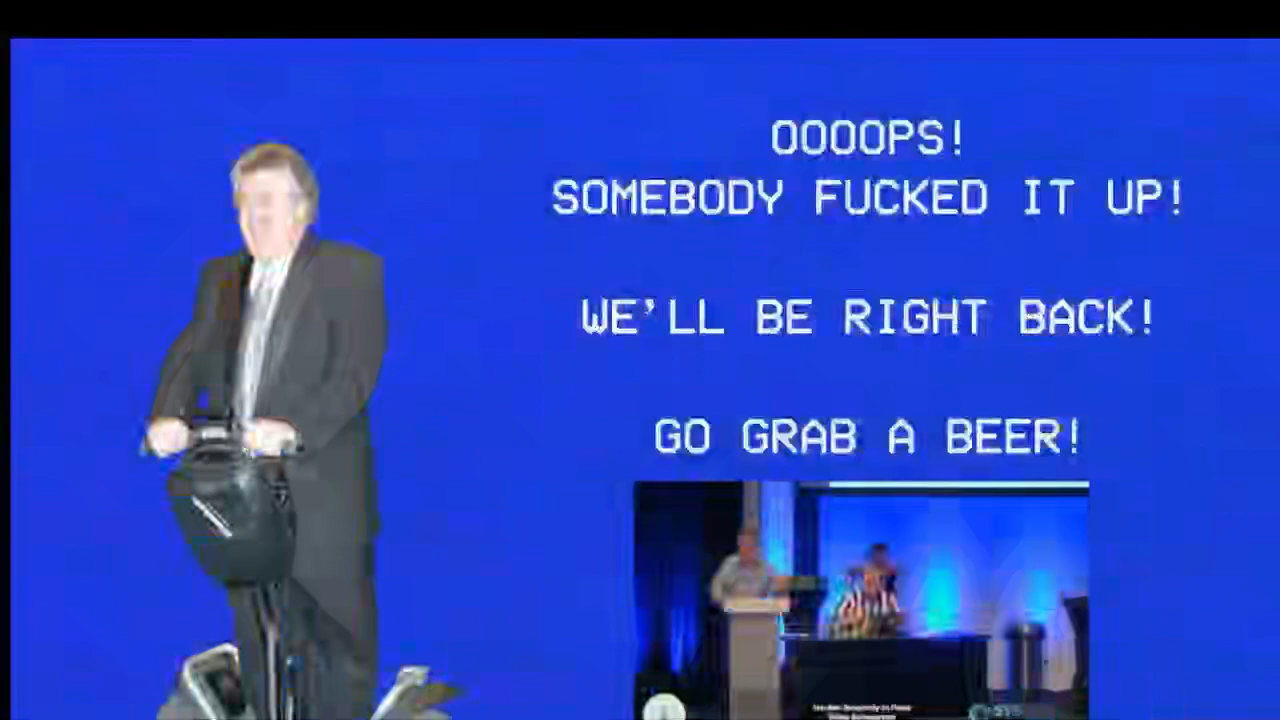 OOOOPS!
SOMEBODY FUCKED IT UP!
WE'LL BE RIGHT BACK!
GO GRAB A BEER!